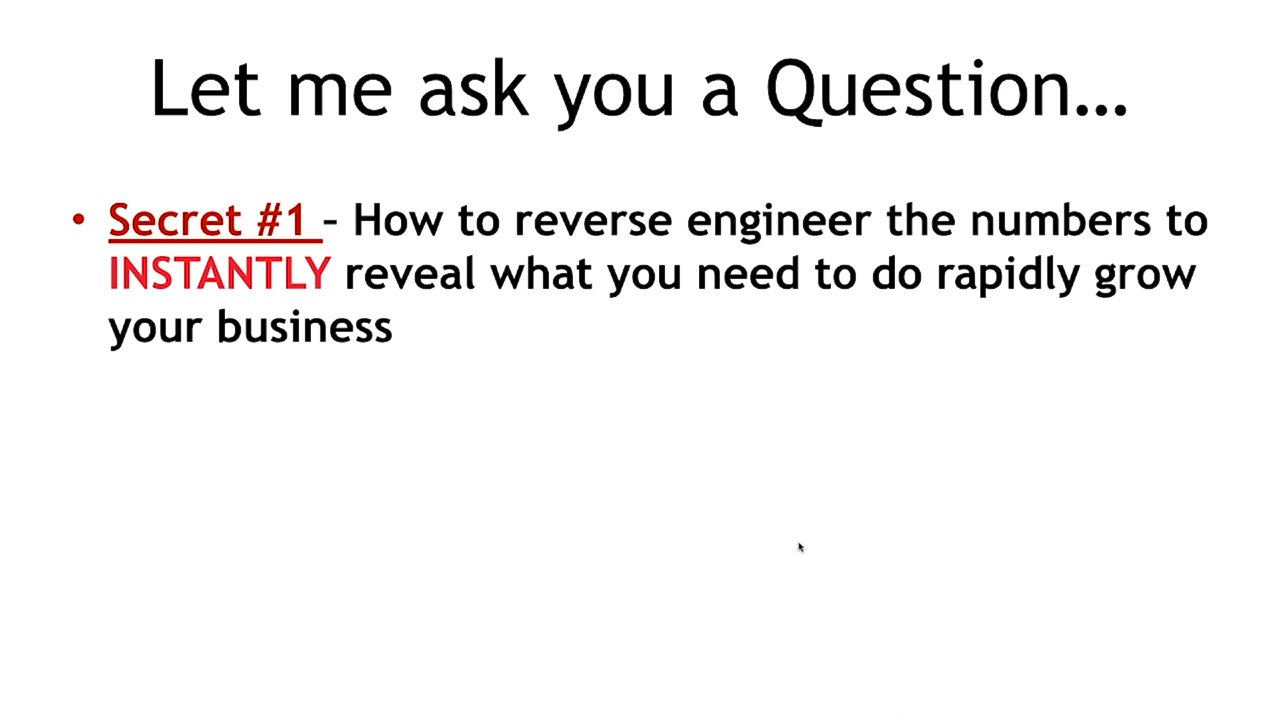 Let me ask you a Question...
• Secret #1 – How to reverse engineer the numbers to
INSTANTLY reveal what you need to do rapidly grow
your business